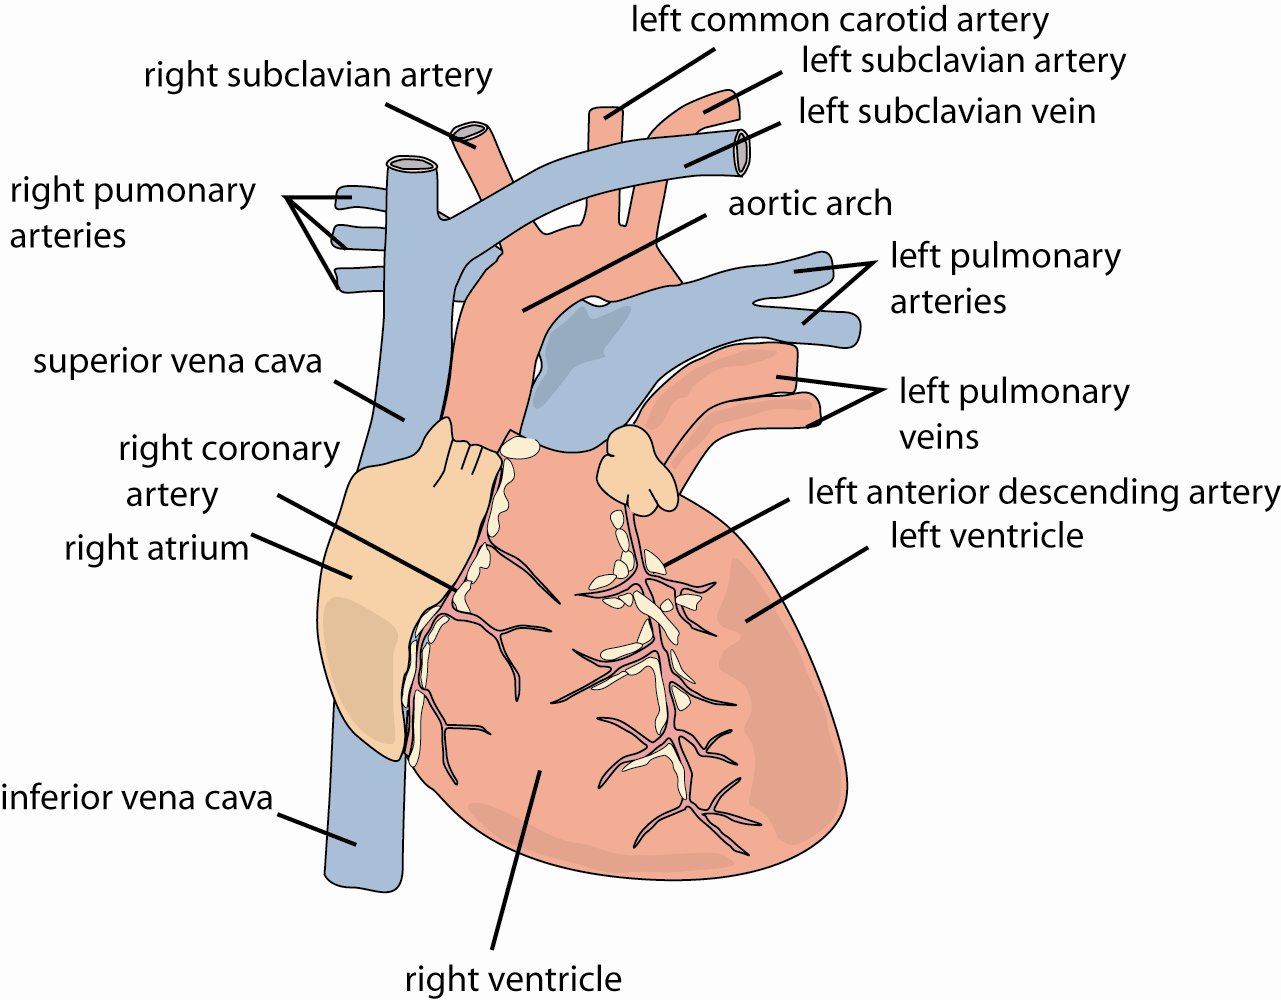 left common carotid artery
right subclavian artery
left subclavian artery
left subclavian vein
right pumonary
arteries
aortic arch
left pulmonary
arteries
superior vena cava
left pulmonary
veins
right coronary
artery
left anterior descending artery
right atrium
left ventricle
inferior vena cava
right ventricle